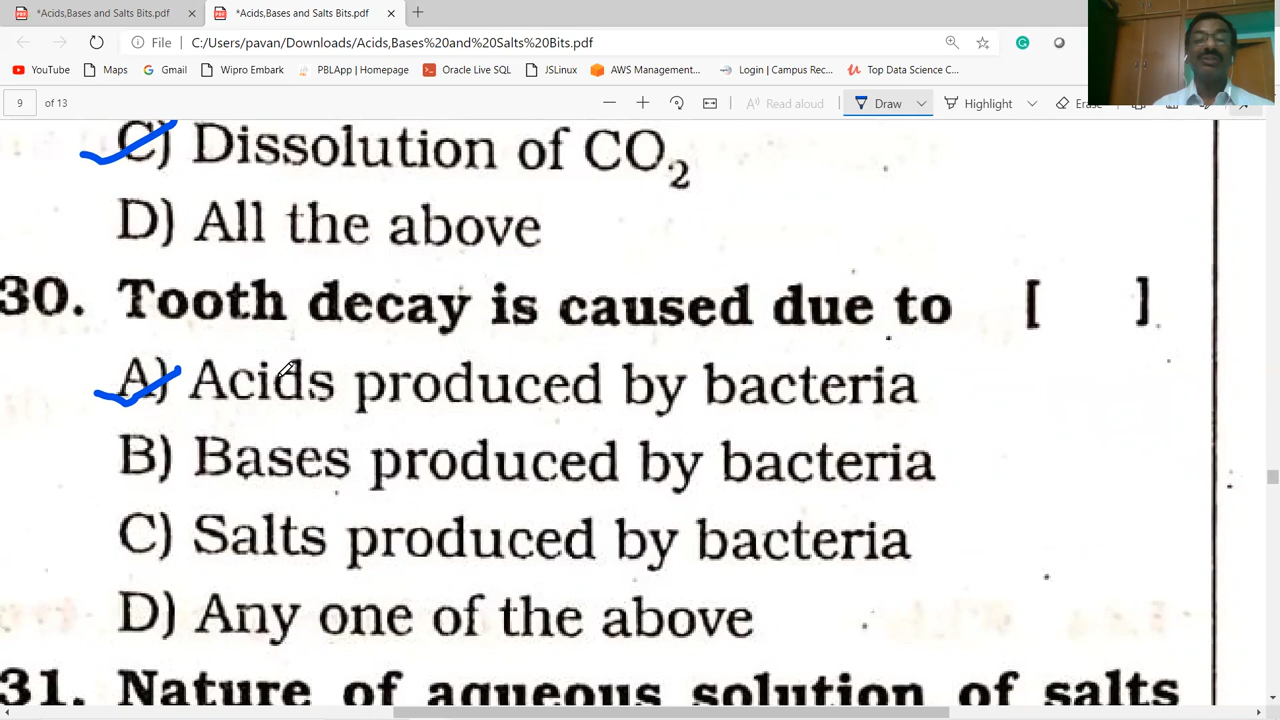 *Acids,Bases and Salts Bits.pdf
*Acids,Bases and Salts Bits.pdf
File C:/Users/pavan/Downloads/Acids,Bases%20and%20Salts%20Bits.pdf
YouTube Maps Gmail Wipro Embark PBLApp | Homepage Oracle Live SQL JSLinux AWS Management... Login | Campus Rec... Top Data Science C...
9 of 13 Read aloud Draw Highlight Erase
C) Dissolution of CO₂
D) All the above
30. Tooth decay is caused due to [ ]
A) Acids produced by bacteria
B) Bases produced by bacteria
C) Salts produced by bacteria
D) Any one of the above
31. Nature of aqueous solution of salts